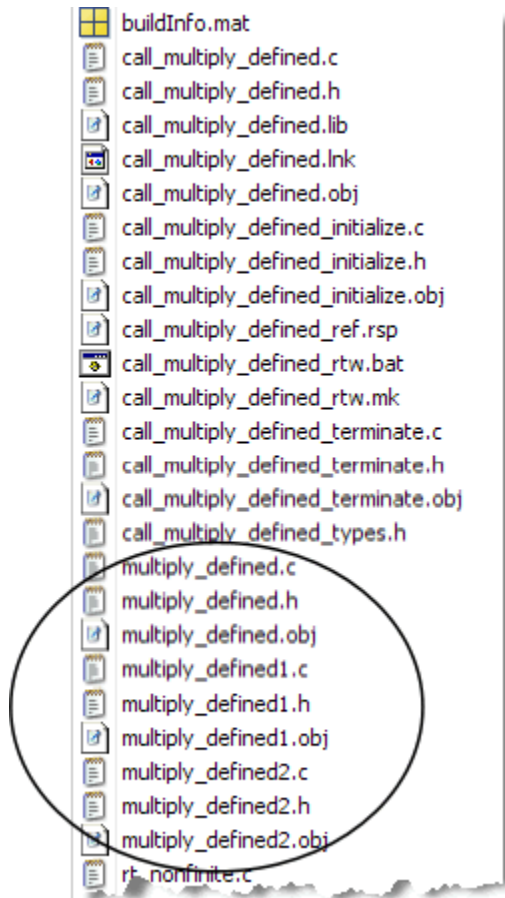 buildInfo.mat
call_multiply_defined.c
call_multiply_defined.h
call_multiply_defined.lib
call_multiply_defined.lnk
call_multiply_defined.obj
call_multiply_defined_initialize.c
call_multiply_defined_initialize.h
call_multiply_defined_initialize.obj
call_multiply_defined_ref.rsp
call_multiply_defined_rtw.bat
call_multiply_defined_rtw.mk
call_multiply_defined_terminate.c
call_multiply_defined_terminate.h
call_multiply_defined_terminate.obj
call_multiply_defined_types.h
multiply_defined.c
multiply_defined.h
multiply_defined.obj
multiply_defined1.c
multiply_defined1.h
multiply_defined1.obj
multiply_defined2.c
multiply_defined2.h
multiply_defined2.obj
rt_nonfinite.c